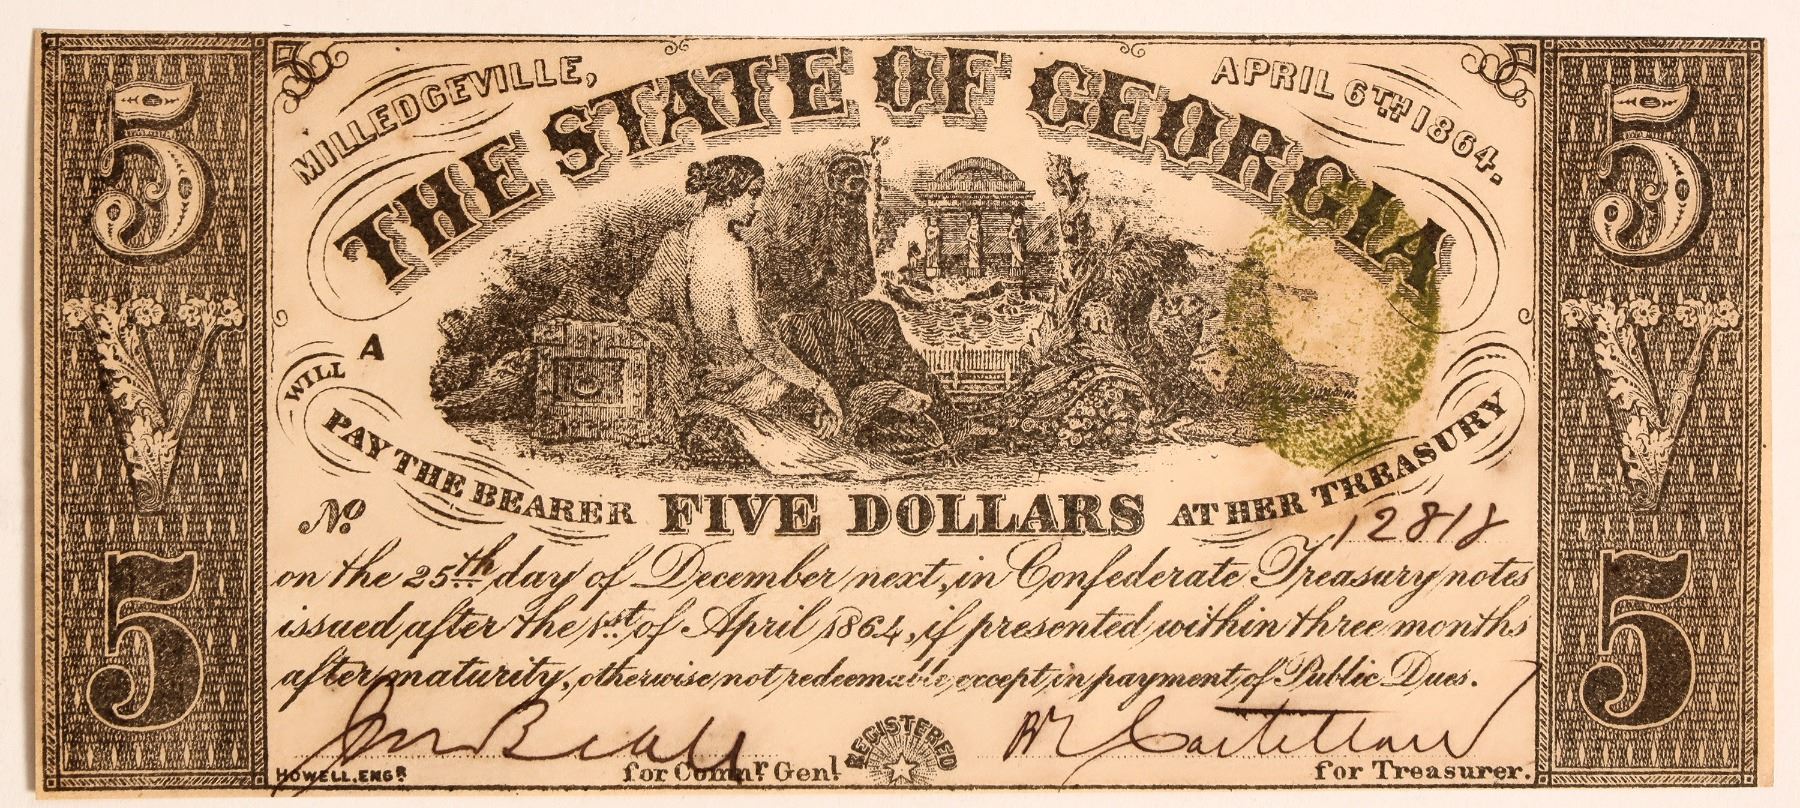 MILLEDGEVILLE,
APRIL 6TH 1864.
THE STATE OF GEORGIA
5
5
V
V
5
5
A
WILL
PAY THE BEARER FIVE DOLLARS AT HER TREASURY
No. 12818
on the 25th day of December next, in Confederate Treasury notes
issued after the 1st of April 1864, if presented within three months
after maturity, otherwise not redeemable except in payment of Public Dues.
REGISTERED
HOWELL, ENGR
for Commr. Genl.
for Treasurer.